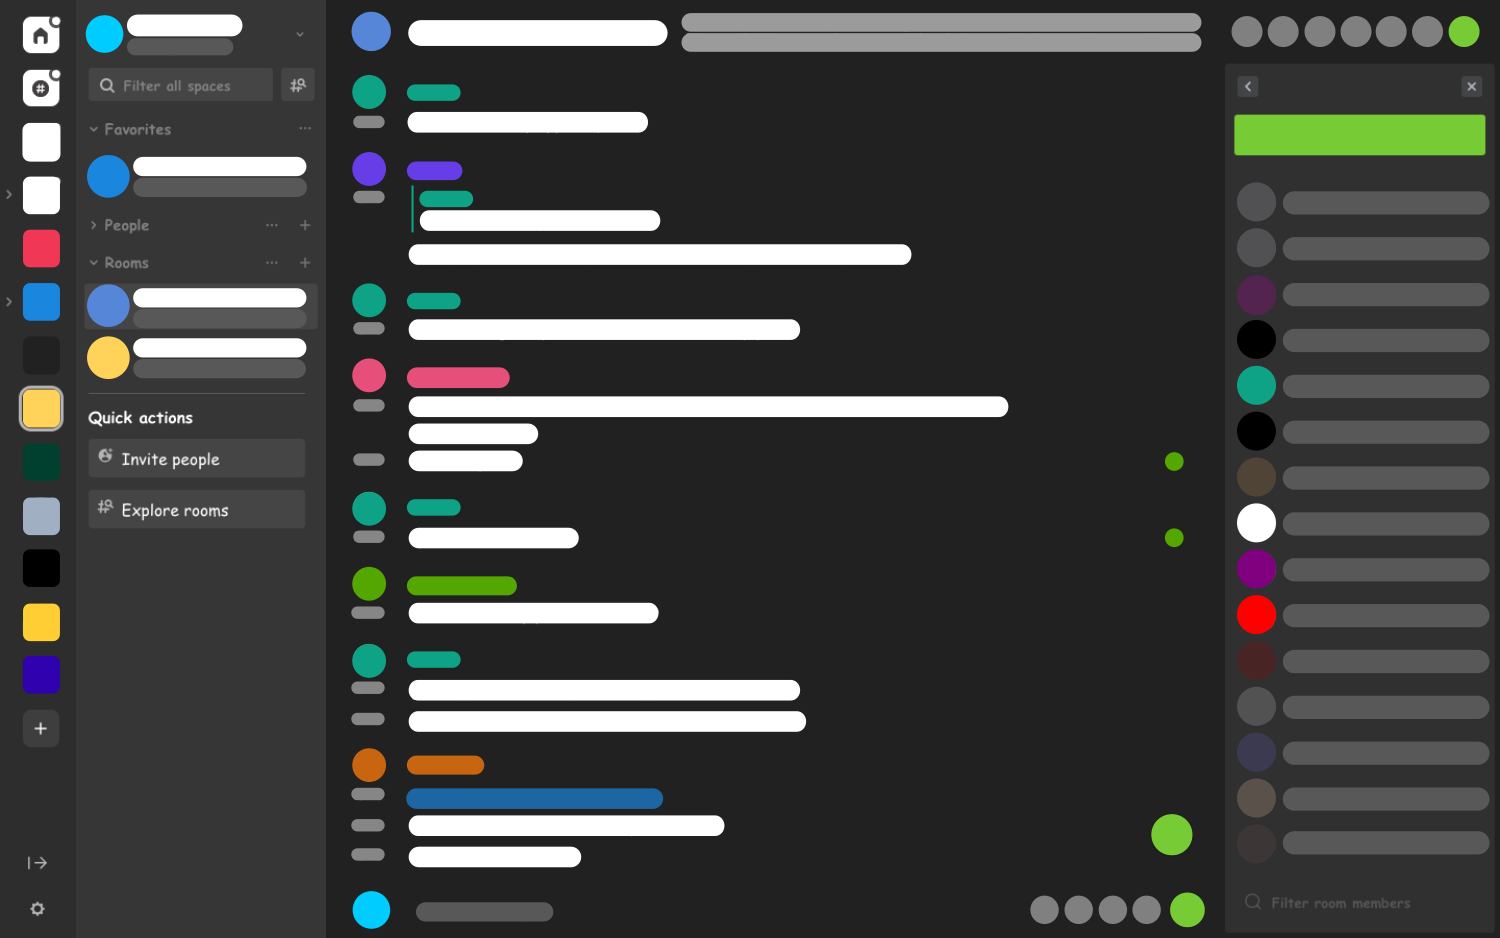 Filter all spaces
Favorites
People
Rooms
Quick actions
Invite people
Explore rooms
Filter room members